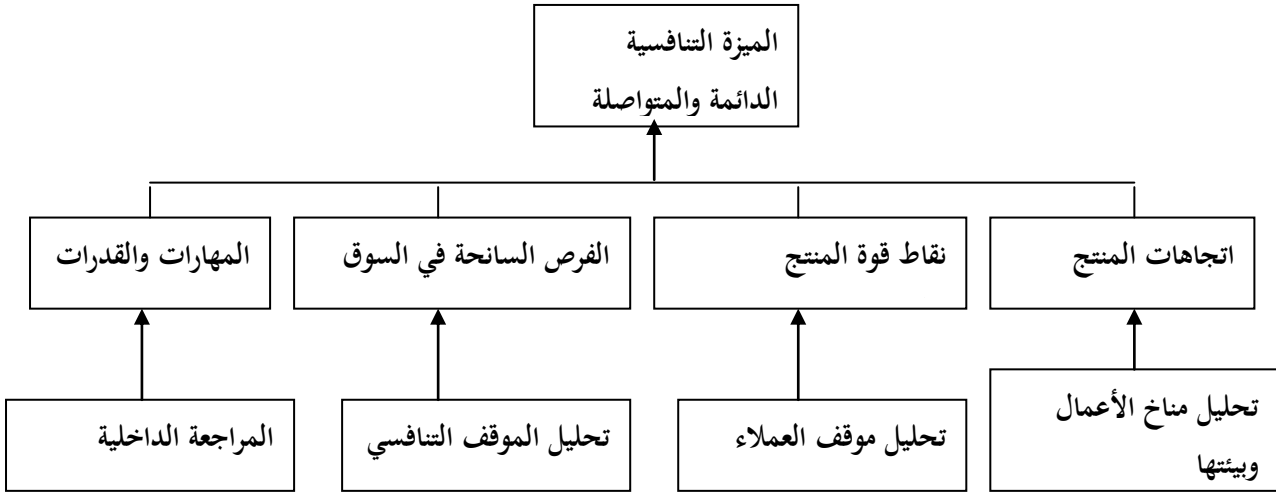 الميزة التنافسية
الدائمة والمتواصلة
اتجاهات المنتج
نقاط قوة المنتج
الفرص السانحة في السوق
المهارات والقدرات
تحليل مناخ الأعمال
وبيئتها
تحليل موقف العملاء
تحليل الموقف التنافسي
المراجعة الداخلية